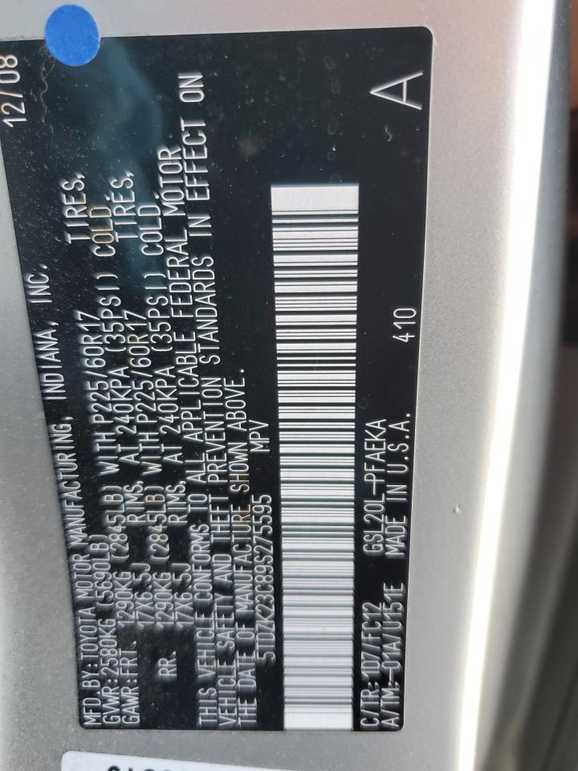 MFD. BY: TOYOTA MOTOR MANUFACTURING, INDIANA, INC. 12/08
GVWR: 2580KG (5690LB)
GAWR: FRT. 1290KG (2845LB) WITH P225/60R17 TIRES,
17X6.5J RIMS, AT 240KPA (35PSI) COLD.
RR. 1290KG (2845LB) WITH P225/60R17 TIRES,
17X6.5J RIMS, AT 240KPA (35PSI) COLD.
THIS VEHICLE CONFORMS TO ALL APPLICABLE FEDERAL MOTOR
VEHICLE SAFETY AND THEFT PREVENTION STANDARDS IN EFFECT ON
THE DATE OF MANUFACTURE SHOWN ABOVE.
5TDZK23C89S275595 MPV
C/TR: 1D7/FC12 GSL20L-PFAEKA
A/TM: -01A/U151E MADE IN U.S.A. 410 A